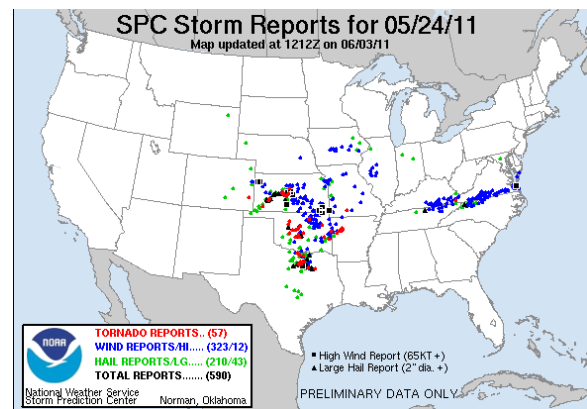 SPC Storm Reports for 05/24/11
Map updated at 1212Z on 06/03/11
TORNADO REPORTS.. (57)
WIND REPORTS/HI..... (323/12)
HAIL REPORTS/LG..... (210/43)
TOTAL REPORTS....... (590)
NOAA
National Weather Service
Storm Prediction Center Norman, Oklahoma
High Wind Report (65KT +)
Large Hail Report (2" dia. +)
PRELIMINARY DATA ONLY